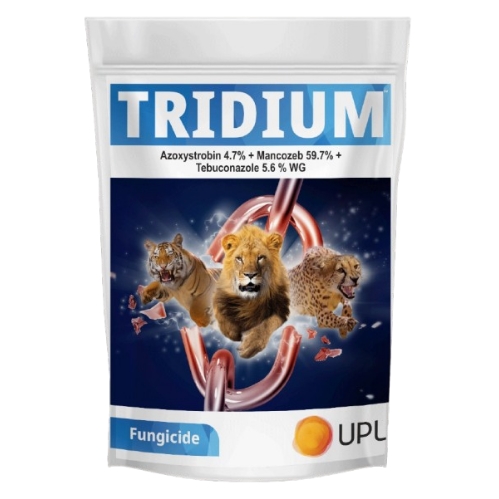 TRIDIUM
Azoxystrobin 4.7% + Mancozeb 59.7% +
Tebuconazole 5.6 % WG
Fungicide
UPL